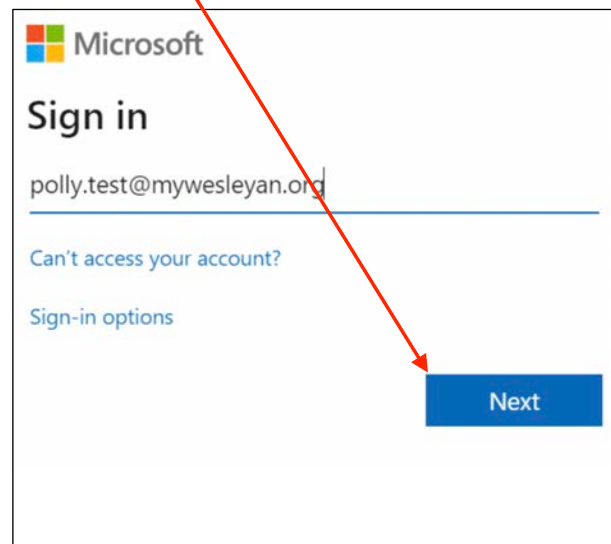 Microsoft
Sign in
polly.test@mywesleyan.org
Can't access your account?
Sign-in options
Next